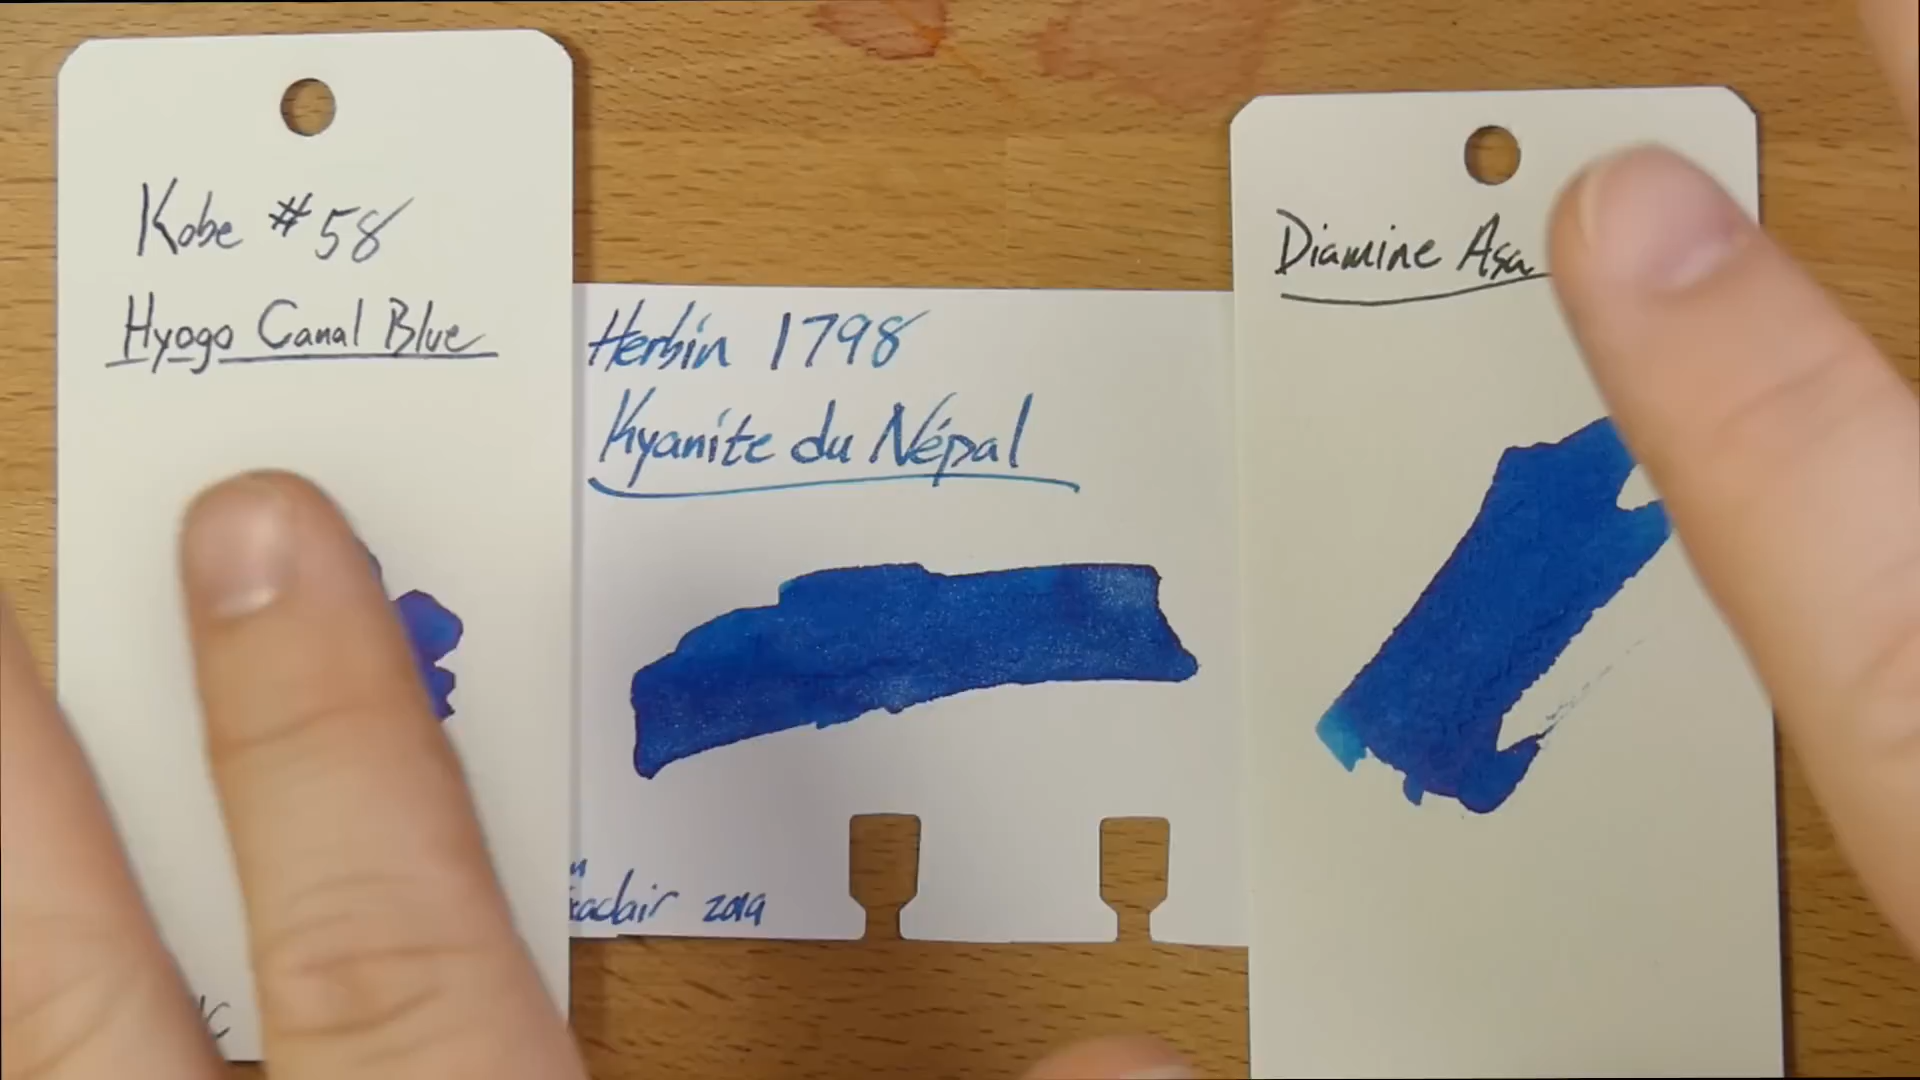 Kobe #58
Hyogo Canal Blue
Herbin 1798
Kyanite du Népal
2019
Diamine Asa